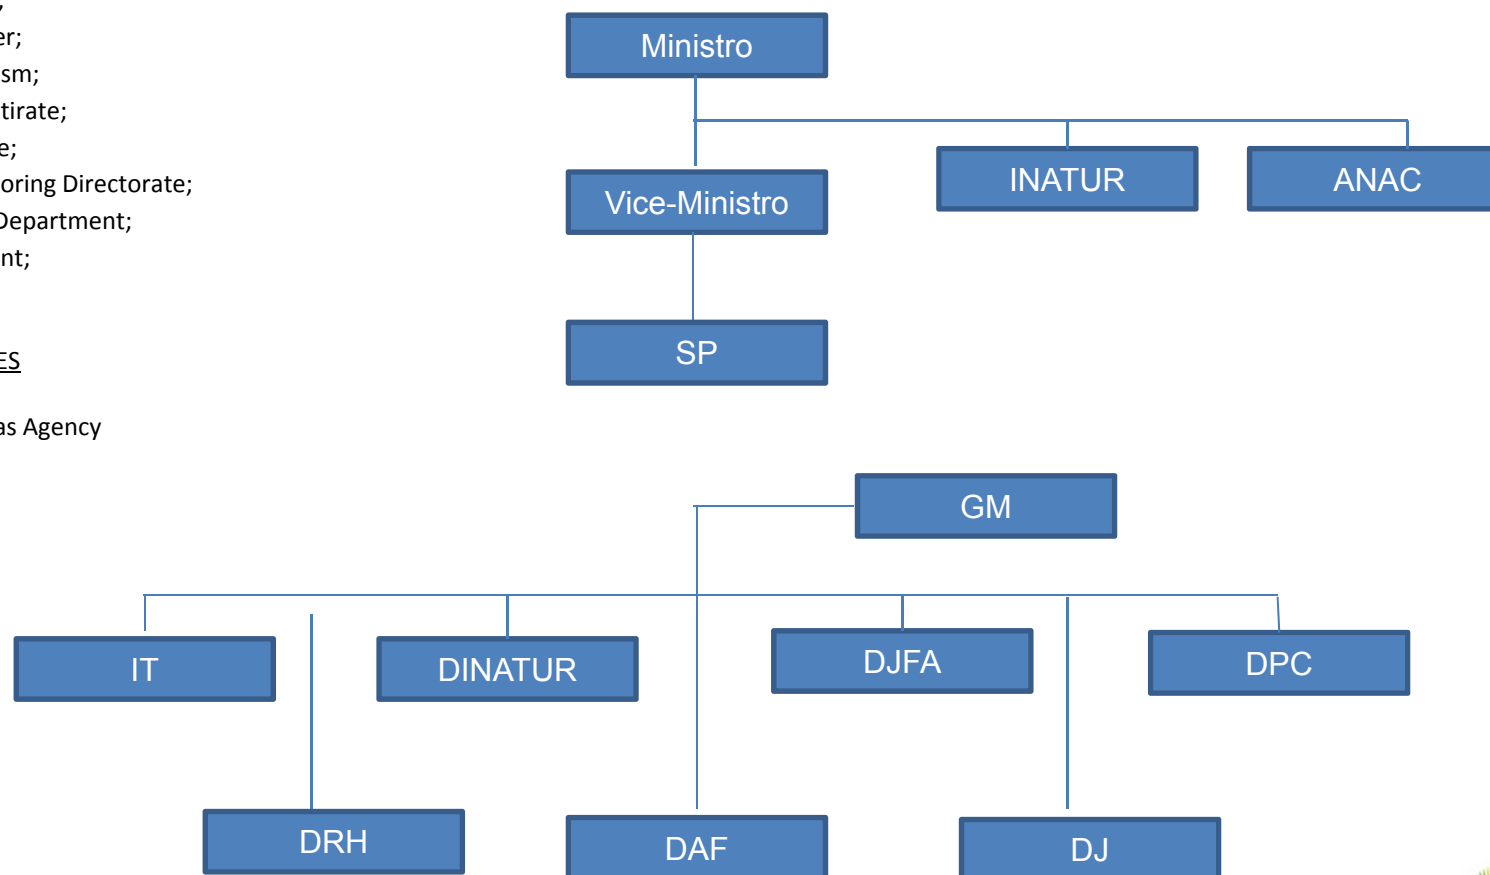 er;
ism;
tirate;
e;
oring Directorate;
Department;
nt;
ES
as Agency
Ministro
INATUR
ANAC
Vice-Ministro
SP
GM
IT
DINATUR
DJFA
DPC
DRH
DAF
DJ